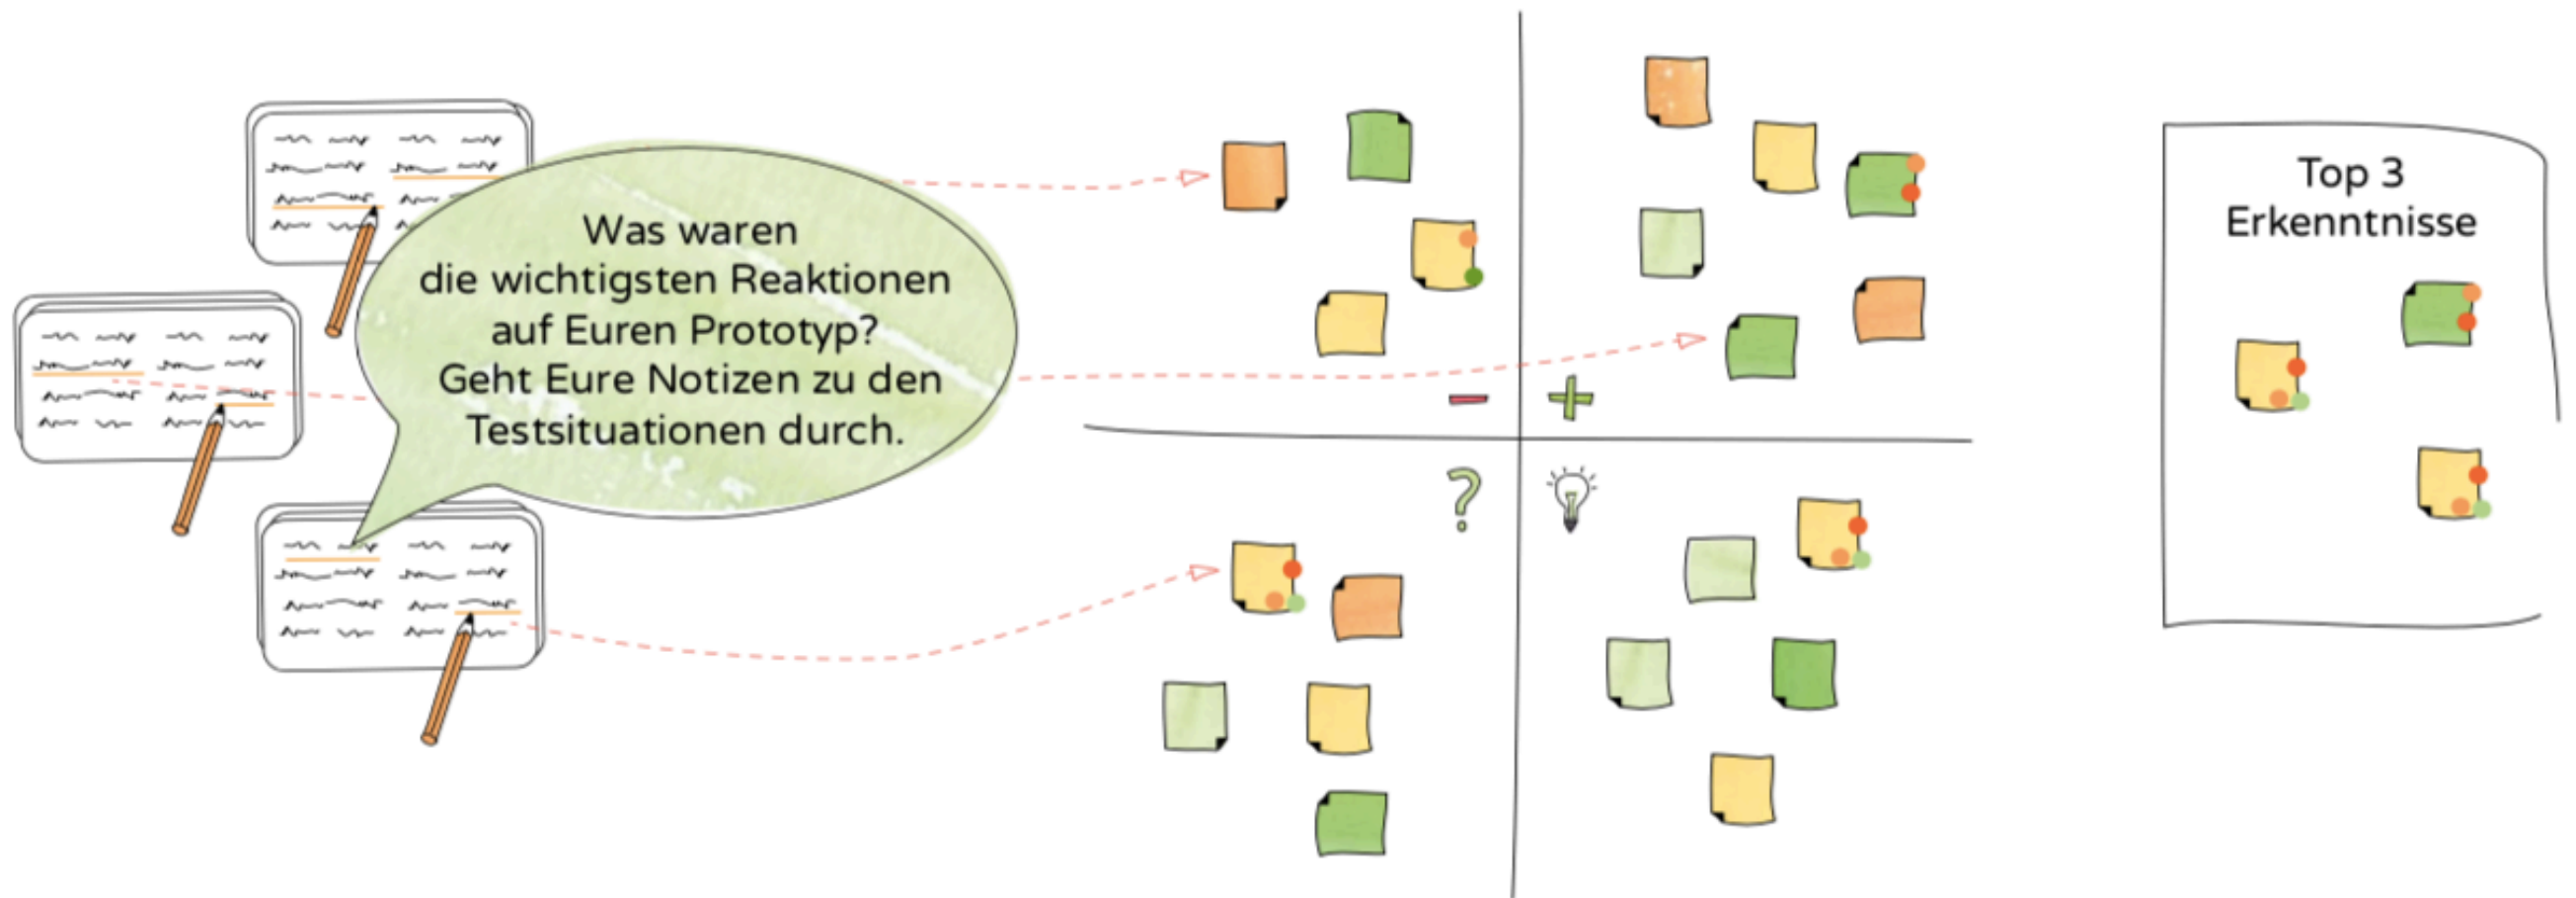 Was waren
die wichtigsten Reaktionen
auf Euren Prototyp?
Geht Eure Notizen zu den
Testsituationen durch.
?
Top 3
Erkenntnisse